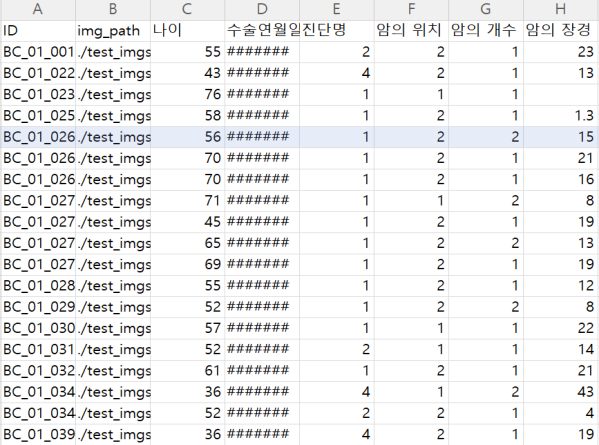 A B C D E F G H
ID img_path 나이 수술연월일 진단명 암의 위치 암의 개수 암의 장경
BC_01_001 ./test_imgs 55 ####### 2 2 1 23
BC_01_022 ./test_imgs 43 ####### 4 2 1 13
BC_01_023 ./test_imgs 76 ####### 1 1 1
BC_01_025 ./test_imgs 58 ####### 1 2 1 1.3
BC_01_026 ./test_imgs 56 ####### 1 2 2 15
BC_01_026 ./test_imgs 70 ####### 1 2 1 21
BC_01_026 ./test_imgs 70 ####### 1 2 1 16
BC_01_027 ./test_imgs 71 ####### 1 1 2 8
BC_01_027 ./test_imgs 45 ####### 1 2 1 19
BC_01_027 ./test_imgs 65 ####### 1 2 2 13
BC_01_027 ./test_imgs 69 ####### 1 2 1 19
BC_01_028 ./test_imgs 55 ####### 1 2 1 12
BC_01_029 ./test_imgs 52 ####### 1 2 2 8
BC_01_030 ./test_imgs 57 ####### 1 1 1 22
BC_01_031 ./test_imgs 52 ####### 2 1 1 14
BC_01_032 ./test_imgs 61 ####### 1 2 1 21
BC_01_034 ./test_imgs 36 ####### 4 1 2 43
BC_01_034 ./test_imgs 52 ####### 2 2 1 4
BC_01_039 ./test_imgs 36 ####### 4 2 1 19